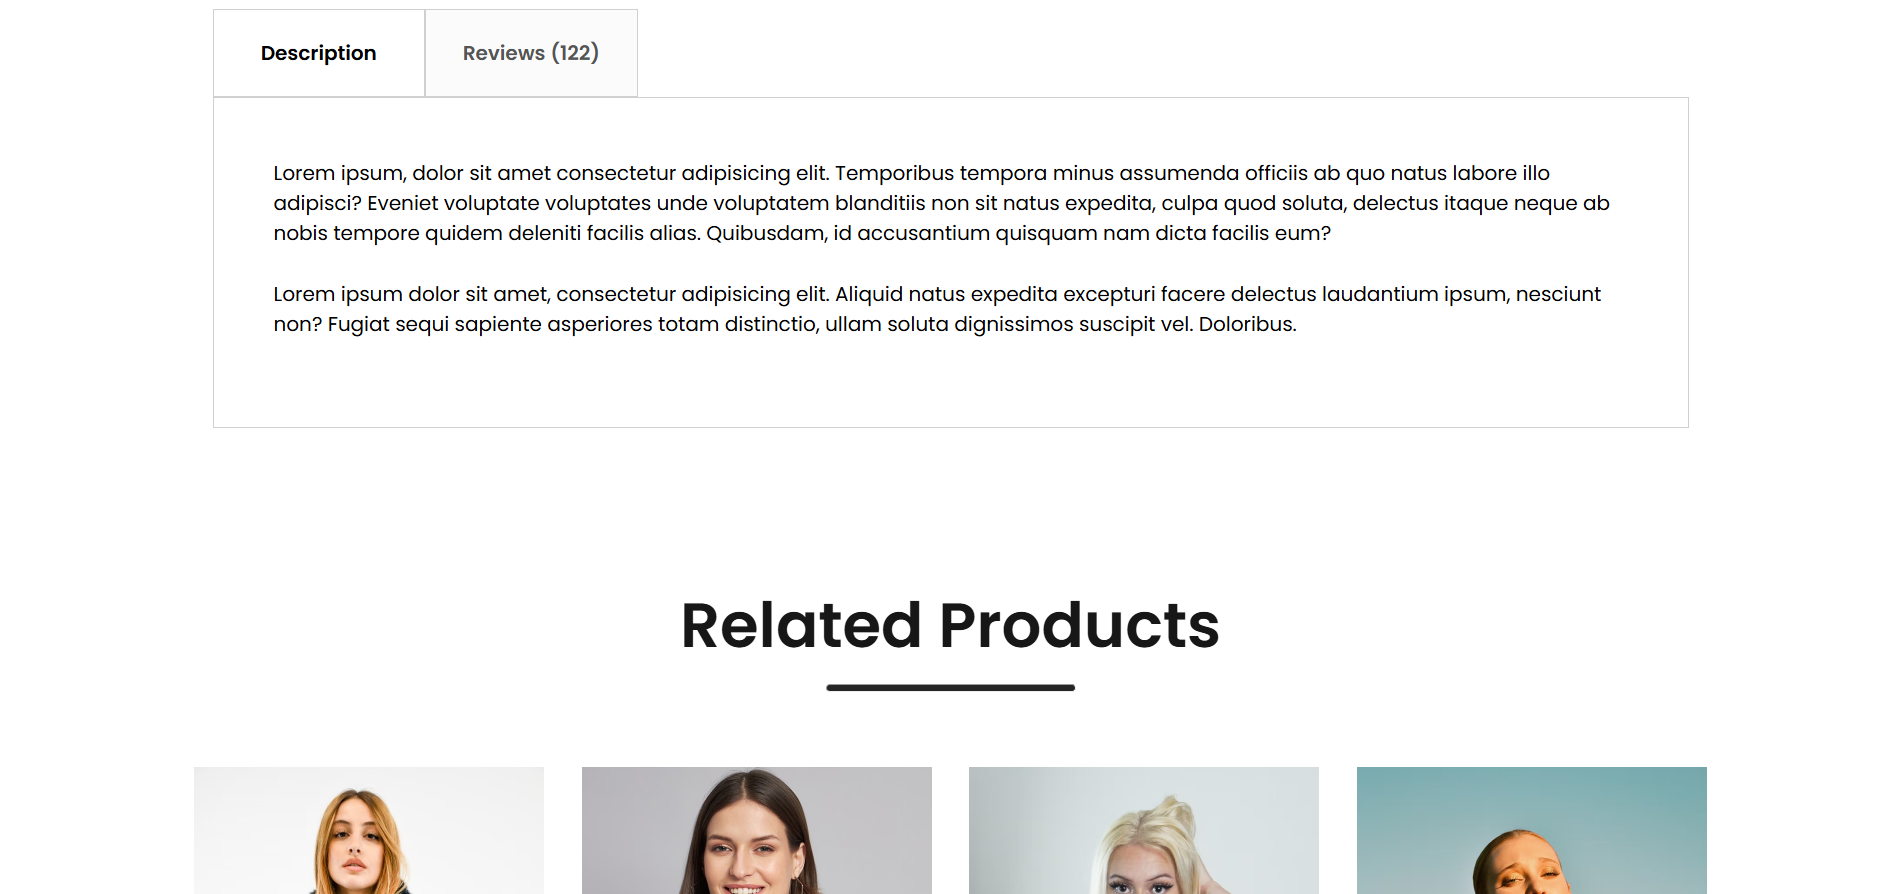 Description
Reviews (122)
Lorem ipsum, dolor sit amet consectetur adipisicing elit. Temporibus tempora minus assumenda officiis ab quo natus labore illo
adipisci? Eveniet voluptate voluptates unde voluptatem blanditiis non sit natus expedita, culpa quod soluta, delectus itaque neque ab
nobis tempore quidem deleniti facilis alias. Quibusdam, id accusantium quisquam nam dicta facilis eum?
Lorem ipsum dolor sit amet, consectetur adipisicing elit. Aliquid natus expedita excepturi facere delectus laudantium ipsum, nesciunt
non? Fugiat sequi sapiente asperiores totam distinctio, ullam soluta dignissimos suscipit vel. Doloribus.
Related Products